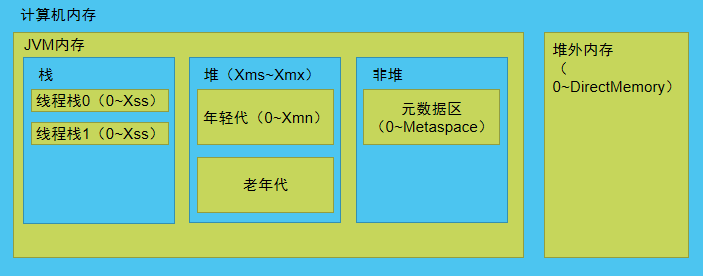 计算机内存
JVM内存
栈
线程栈0（0~Xss）
线程栈1（0~Xss）
堆（Xms~Xmx）
年轻代（0~Xmn）
老年代
非堆
元数据区
（0~Metaspace）
堆外内存
（
0~DirectMemory）